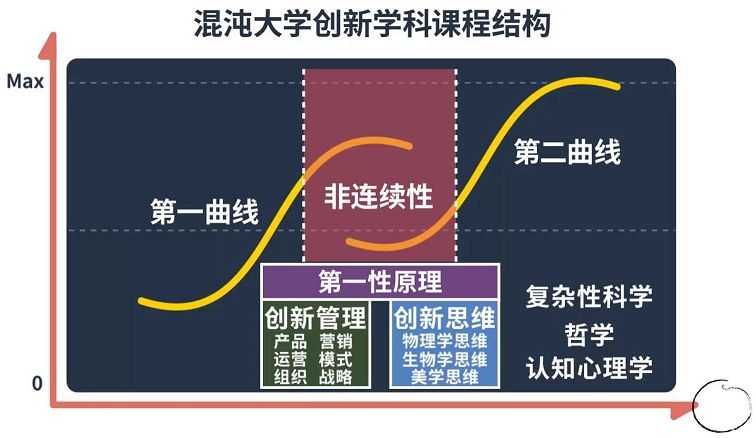 混沌大学创新学科课程结构
Max
第二曲线
第一曲线
非连续性
第一性原理
创新管理
产品 营销
运营 模式
组织 战略
创新思维
物理学思维
生物学思维
美学思维
复杂性科学
哲学
认知心理学
0